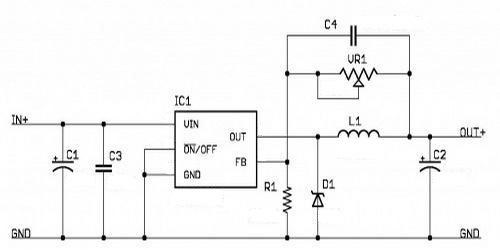 C4
VR1
IC1
IN+
VIN
OUT
L1
OUT+
C1
C3
ON/OFF
FB
C2
GND
R1
D1
GND
GND